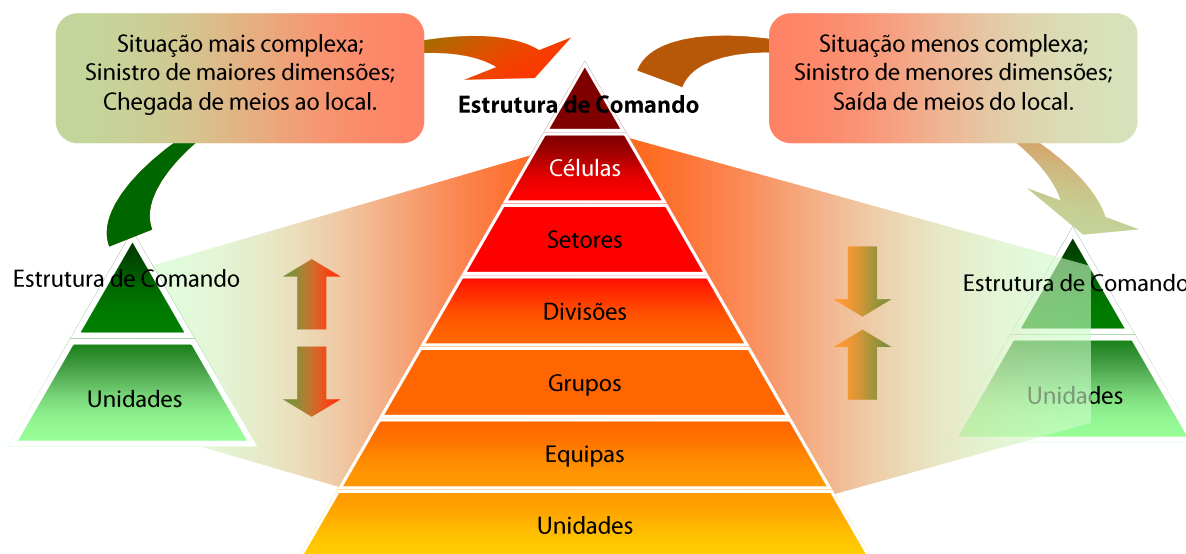 Situação mais complexa;
Sinistro de maiores dimensões;
Chegada de meios ao local.
Situação menos complexa;
Sinistro de menores dimensões;
Saída de meios do local.
Estrutura de Comando
Células
Setores
Divisões
Grupos
Equipas
Unidades
Estrutura de Comando
Unidades
Estrutura de Comando
Unidades